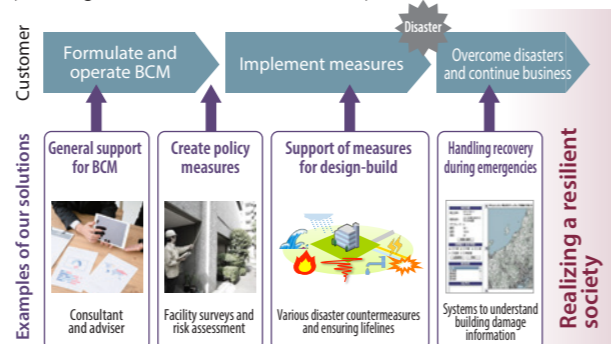 Customer
Formulate and
operate BCM
Implement measures
Disaster
Overcome disasters
and continue business
Examples of our solutions
General support
for BCM
Consultant
and adviser
Create policy
measures
Facility surveys and
risk assessment
Support of measures
for design-build
Various disaster countermeasures
and ensuring lifelines
Handling recovery
during emergencies
Systems to understand
building damage
information
Realizing a resilient
society